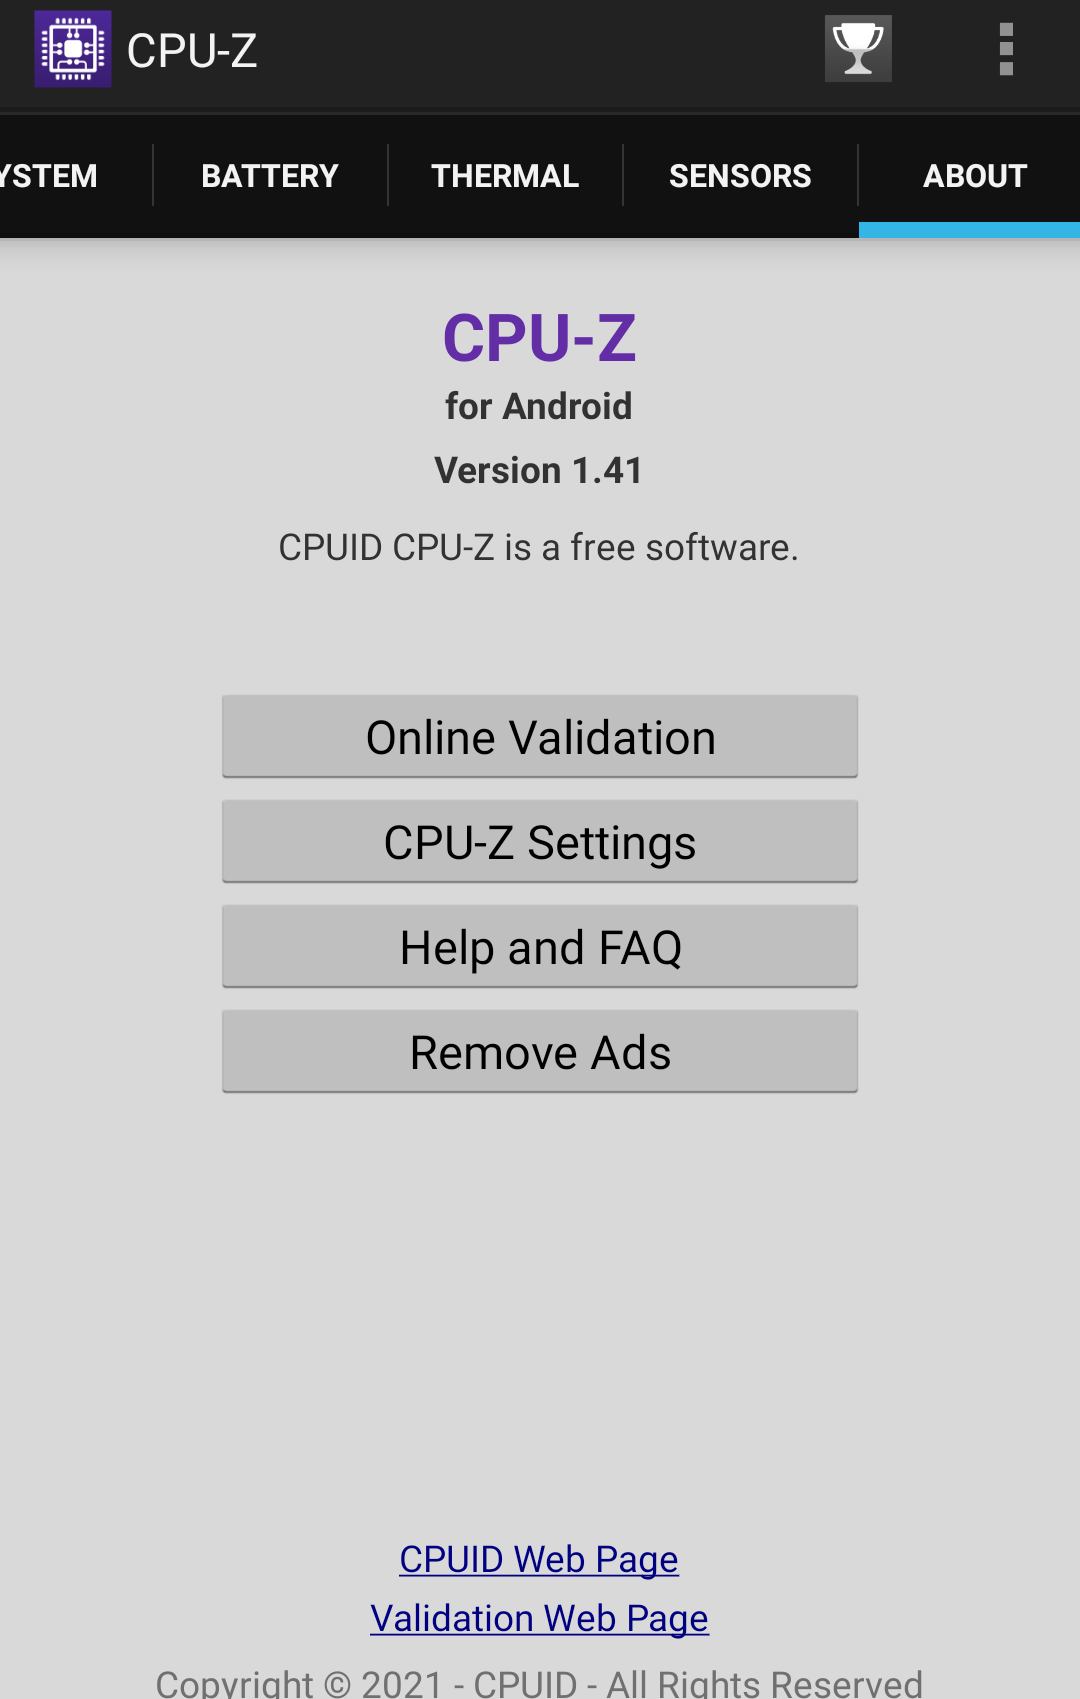 CPU-Z
YSTEM BATTERY THERMAL SENSORS ABOUT
CPU-Z
for Android
Version 1.41
CPUID CPU-Z is a free software.
Online Validation
CPU-Z Settings
Help and FAQ
Remove Ads
CPUID Web Page
Validation Web Page
Copyright © 2021 - CPUID - All Rights Reserved